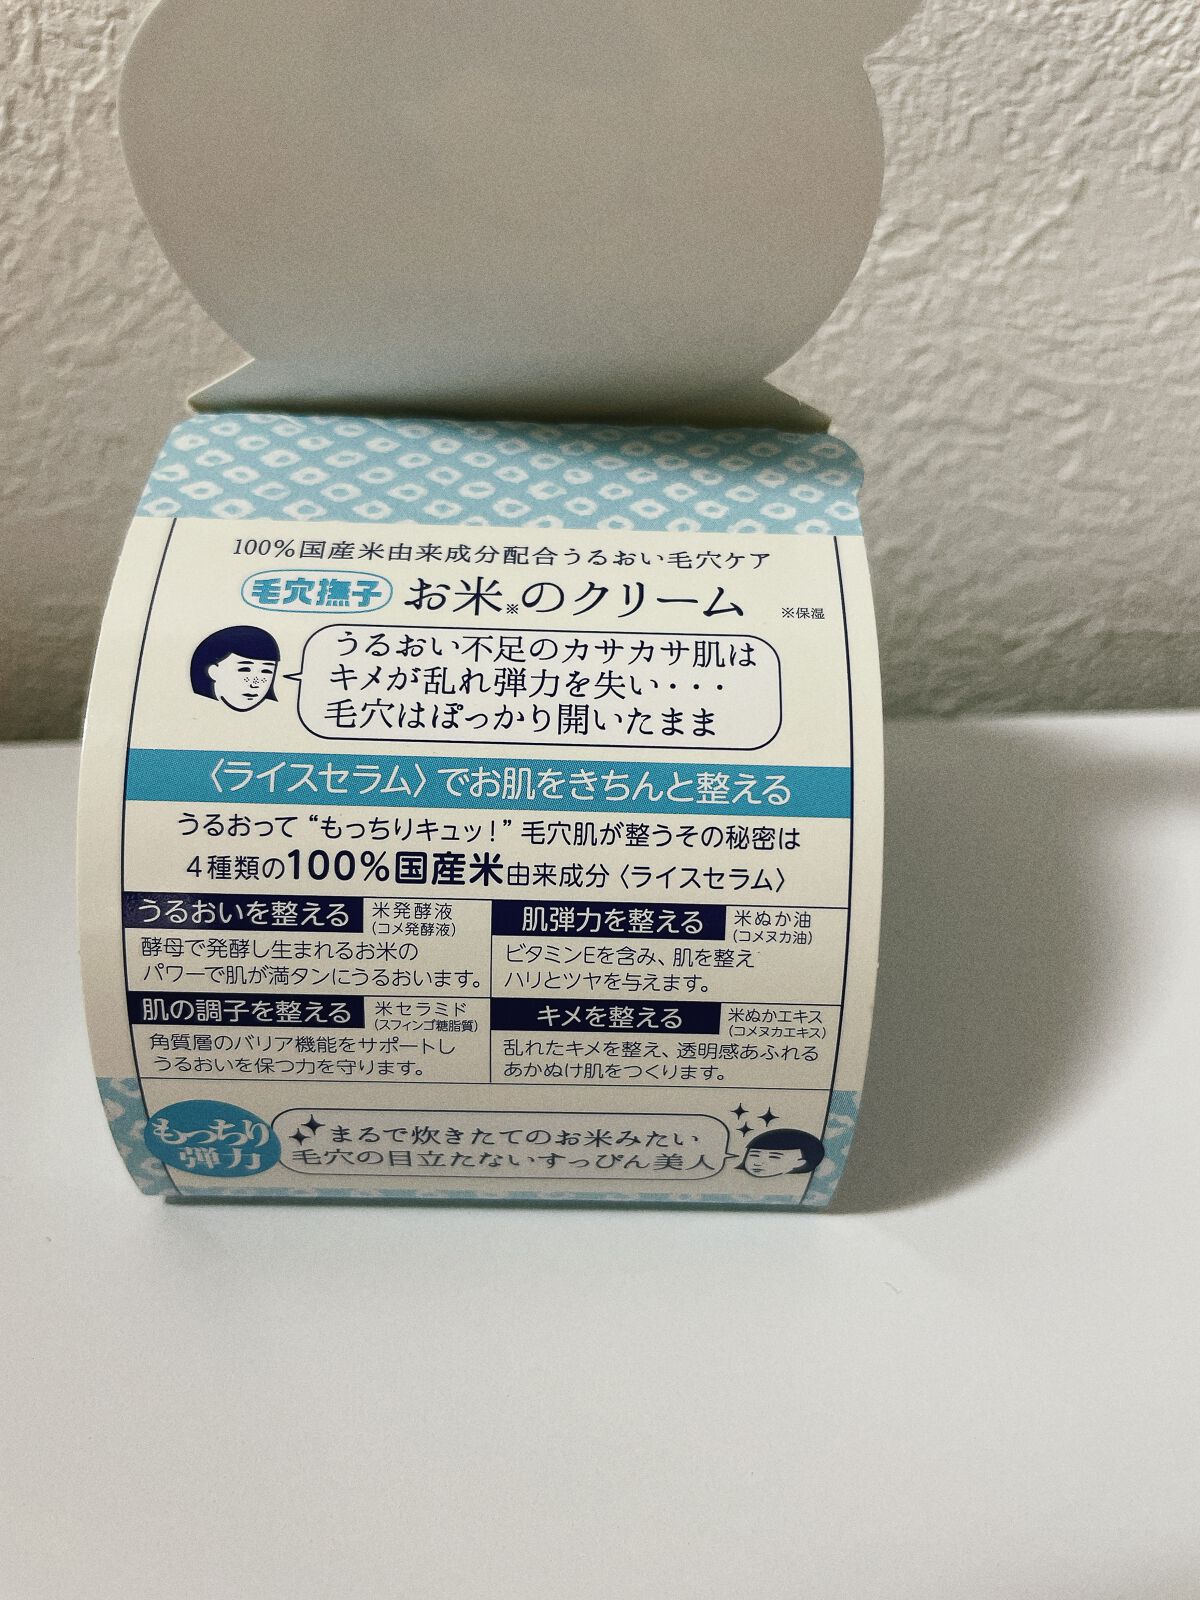 100%国産米由来成分配合うるおい毛穴ケア
毛穴撫子 お米※のクリーム ※保湿
うるおい不足のカサカサ肌は
キメが乱れ弾力を失い・・・
毛穴はぽっかり開いたまま
〈ライスセラム〉でお肌をきちんと整える
うるおって“もっちりキュッ!”毛穴肌が整うその秘密は
4種類の100%国産米由来成分〈ライスセラム〉
うるおいを整える 米発酵液
(コメ発酵液)
酵母で発酵し生まれるお米の
パワーで肌が満タンにうるおいます。
肌弾力を整える 米ぬか油
(コメヌカ油)
ビタミンEを含み、肌を整え
ハリとツヤを与えます。
肌の調子を整える 米セラミド
(スフィンゴ糖脂質)
角質層のバリア機能をサポートし
うるおいを保つ力を守ります。
キメを整える 米ぬかエキス
(コメヌカエキス)
乱れたキメを整え、透明感あふれる
あかぬけ肌をつくります。
もっちり
弾力
まるで炊きたてのお米みたい
毛穴の目立たないすっぴん美人